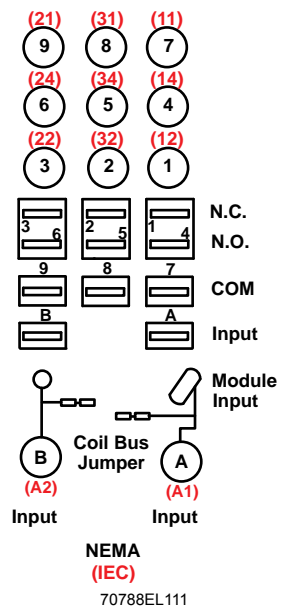 (21) (31) (11)
9 8 7
(24) (34) (14)
6 5 4
(22) (32) (12)
3 2 1
N.C.
3 6 2 5 1 4
N.O.
9 8 7
COM
B A
Input
Module
Input
Coil Bus
Jumper
B A
(A2) (A1)
Input Input
NEMA
(IEC)
70788EL111